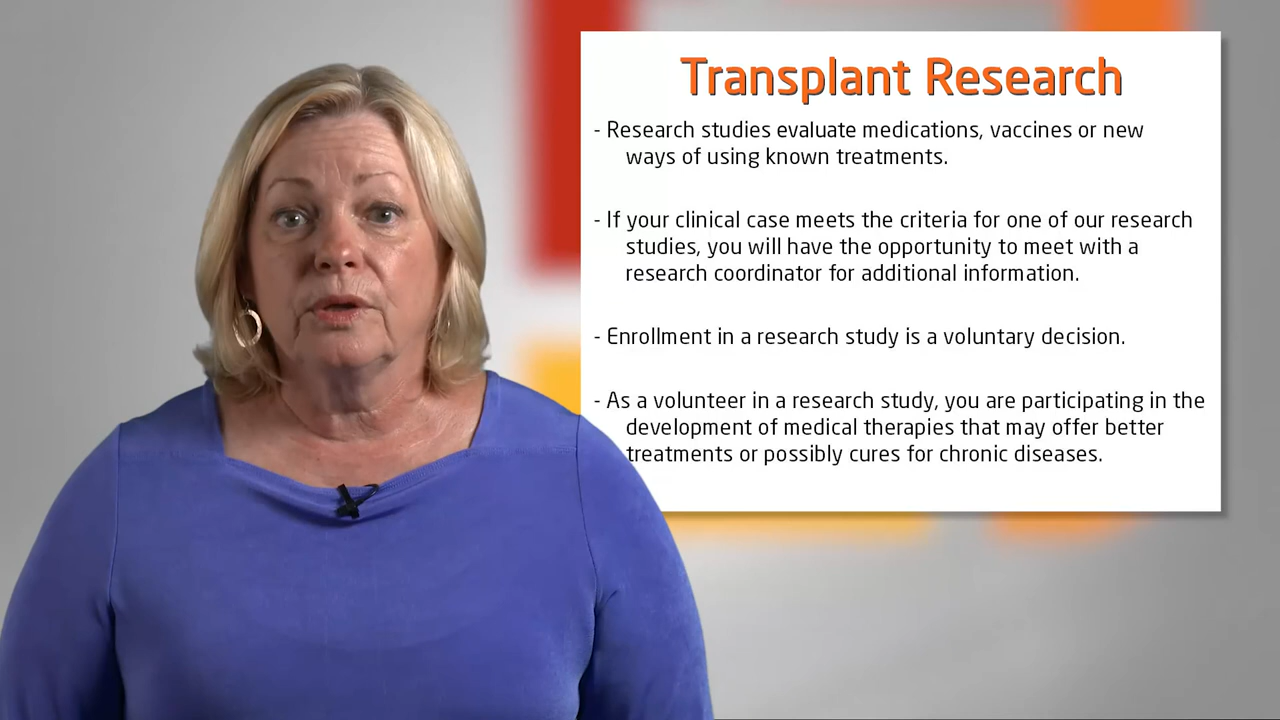 Transplant Research
- Research studies evaluate medications, vaccines or new
ways of using known treatments.
- If your clinical case meets the criteria for one of our research
studies, you will have the opportunity to meet with a
research coordinator for additional information.
- Enrollment in a research study is a voluntary decision.
- As a volunteer in a research study, you are participating in the
development of medical therapies that may offer better
treatments or possibly cures for chronic diseases.